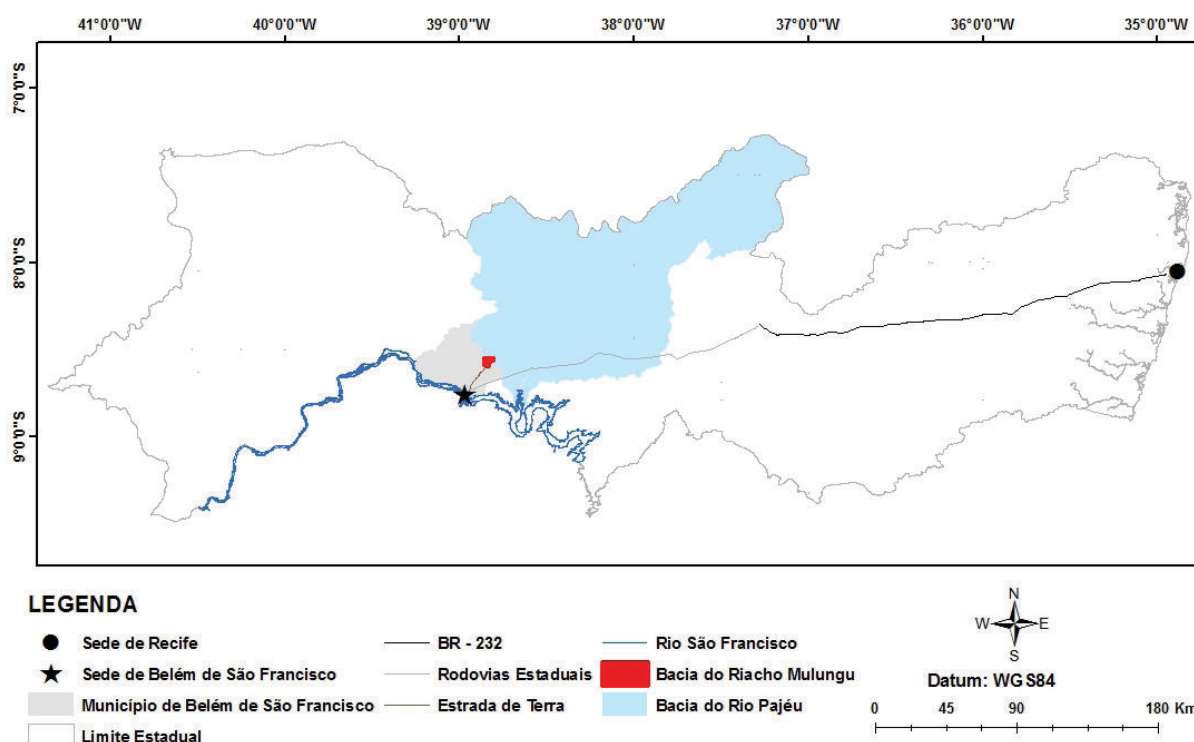 41°0'0"W 40°0'0"W 39°0'0"W 38°0'0"W 37°0'0"W 36°0'0"W 35°0'0"W
7°0'0"S
8°0'0"S
9°0'0"S
LEGENDA
Sede de Recife
Sede de Belém de São Francisco
Município de Belém de São Francisco
Limite Estadual
BR - 232
Rodovias Estaduais
Estrada de Terra
Rio São Francisco
Bacia do Riacho Mulungu
Bacia do Rio Pajéu
N
W E
S
Datum: WGS84
0 45 90 180 Km